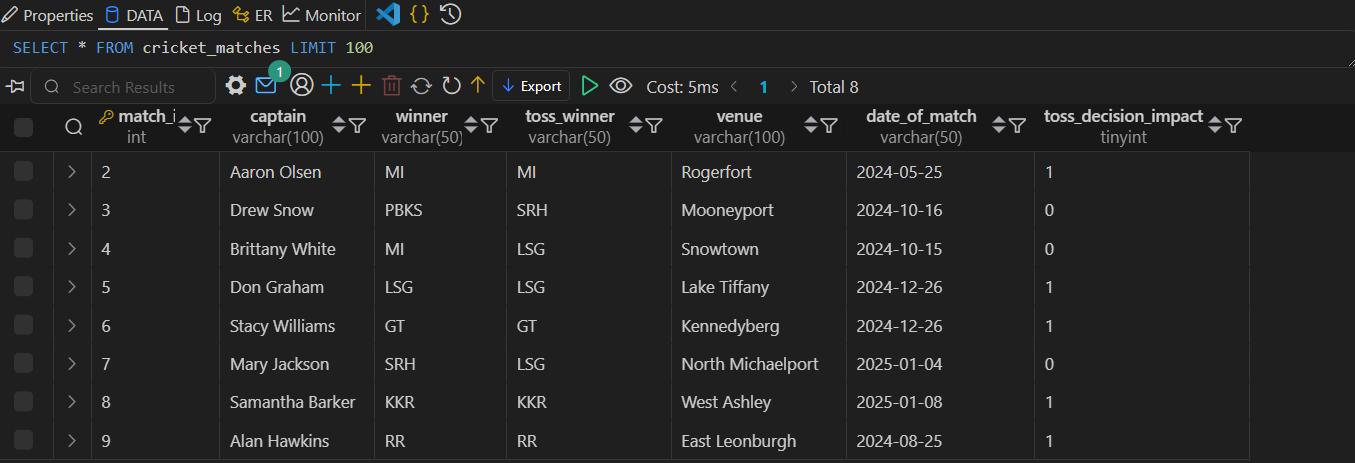 Properties DATA Log ER Monitor {}
SELECT * FROM cricket_matches LIMIT 100
Search Results 1 Export Cost: 5ms 1 Total 8
match_i captain winner toss_winner venue date_of_match toss_decision_impact
int varchar(100) varchar(50) varchar(50) varchar(100) varchar(50) tinyint
2 Aaron Olsen MI MI Rogerfort 2024-05-25 1
3 Drew Snow PBKS SRH Mooneyport 2024-10-16 0
4 Brittany White MI LSG Snowtown 2024-10-15 0
5 Don Graham LSG LSG Lake Tiffany 2024-12-26 1
6 Stacy Williams GT GT Kennedyberg 2024-12-26 1
7 Mary Jackson SRH LSG North Michaelport 2025-01-04 0
8 Samantha Barker KKR KKR West Ashley 2025-01-08 1
9 Alan Hawkins RR RR East Leonburgh 2024-08-25 1